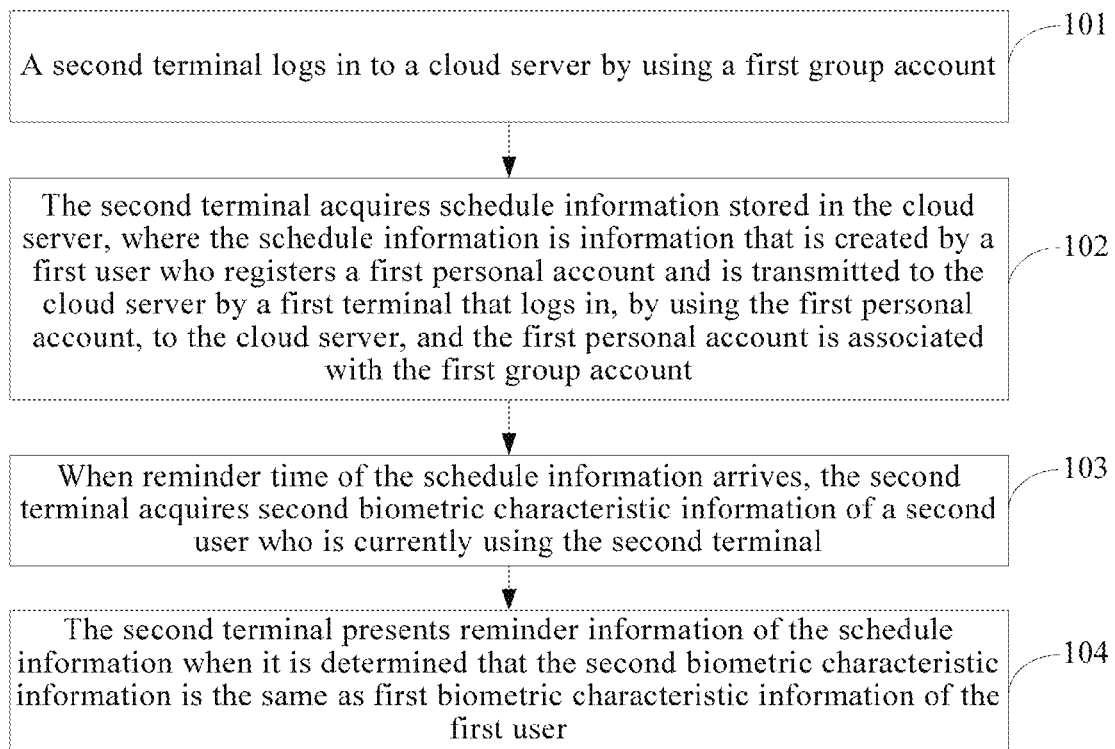 A second terminal logs in to a cloud server by using a first group account
101
The second terminal acquires schedule information stored in the cloud
server, where the schedule information is information that is created by a
first user who registers a first personal account and is transmitted to the
cloud server by a first terminal that logs in, by using the first personal
account, to the cloud server, and the first personal account is associated
with the first group account
102
When reminder time of the schedule information arrives, the second
terminal acquires second biometric characteristic information of a second
user who is currently using the second terminal
103
The second terminal presents reminder information of the schedule
information when it is determined that the second biometric characteristic
information is the same as first biometric characteristic information of the
first user
104